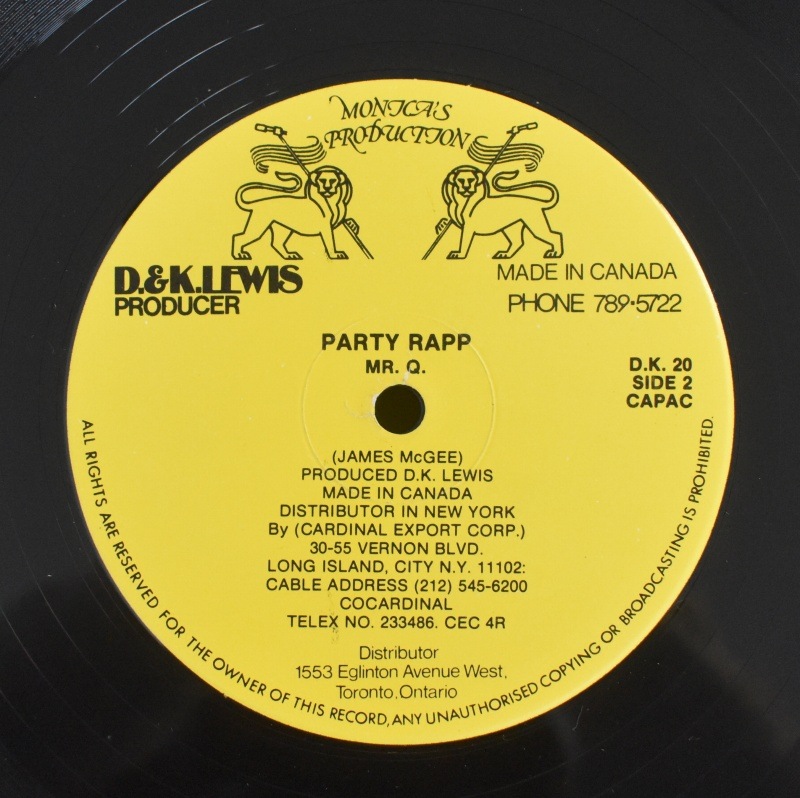 MONICA'S
PRODUCTION
D.&K.LEWIS
PRODUCER
MADE IN CANADA
PHONE 789·5722
PARTY RAPP
MR. Q.
D.K. 20
SIDE 2
CAPAC
(JAMES McGEE)
PRODUCED D.K. LEWIS
MADE IN CANADA
DISTRIBUTOR IN NEW YORK
By (CARDINAL EXPORT CORP.)
30-55 VERNON BLVD.
LONG ISLAND, CITY N.Y. 11102:
CABLE ADDRESS (212) 545-6200
COCARDINAL
TELEX NO. 233486. CEC 4R
Distributor
1553 Eglinton Avenue West,
Toronto,Ontario
ALL RIGHTS ARE RESERVED FOR THE OWNER OF THIS RECORD,ANY UNAUTHORISED COPYING OR BROADCASTING IS PROHIBITED.